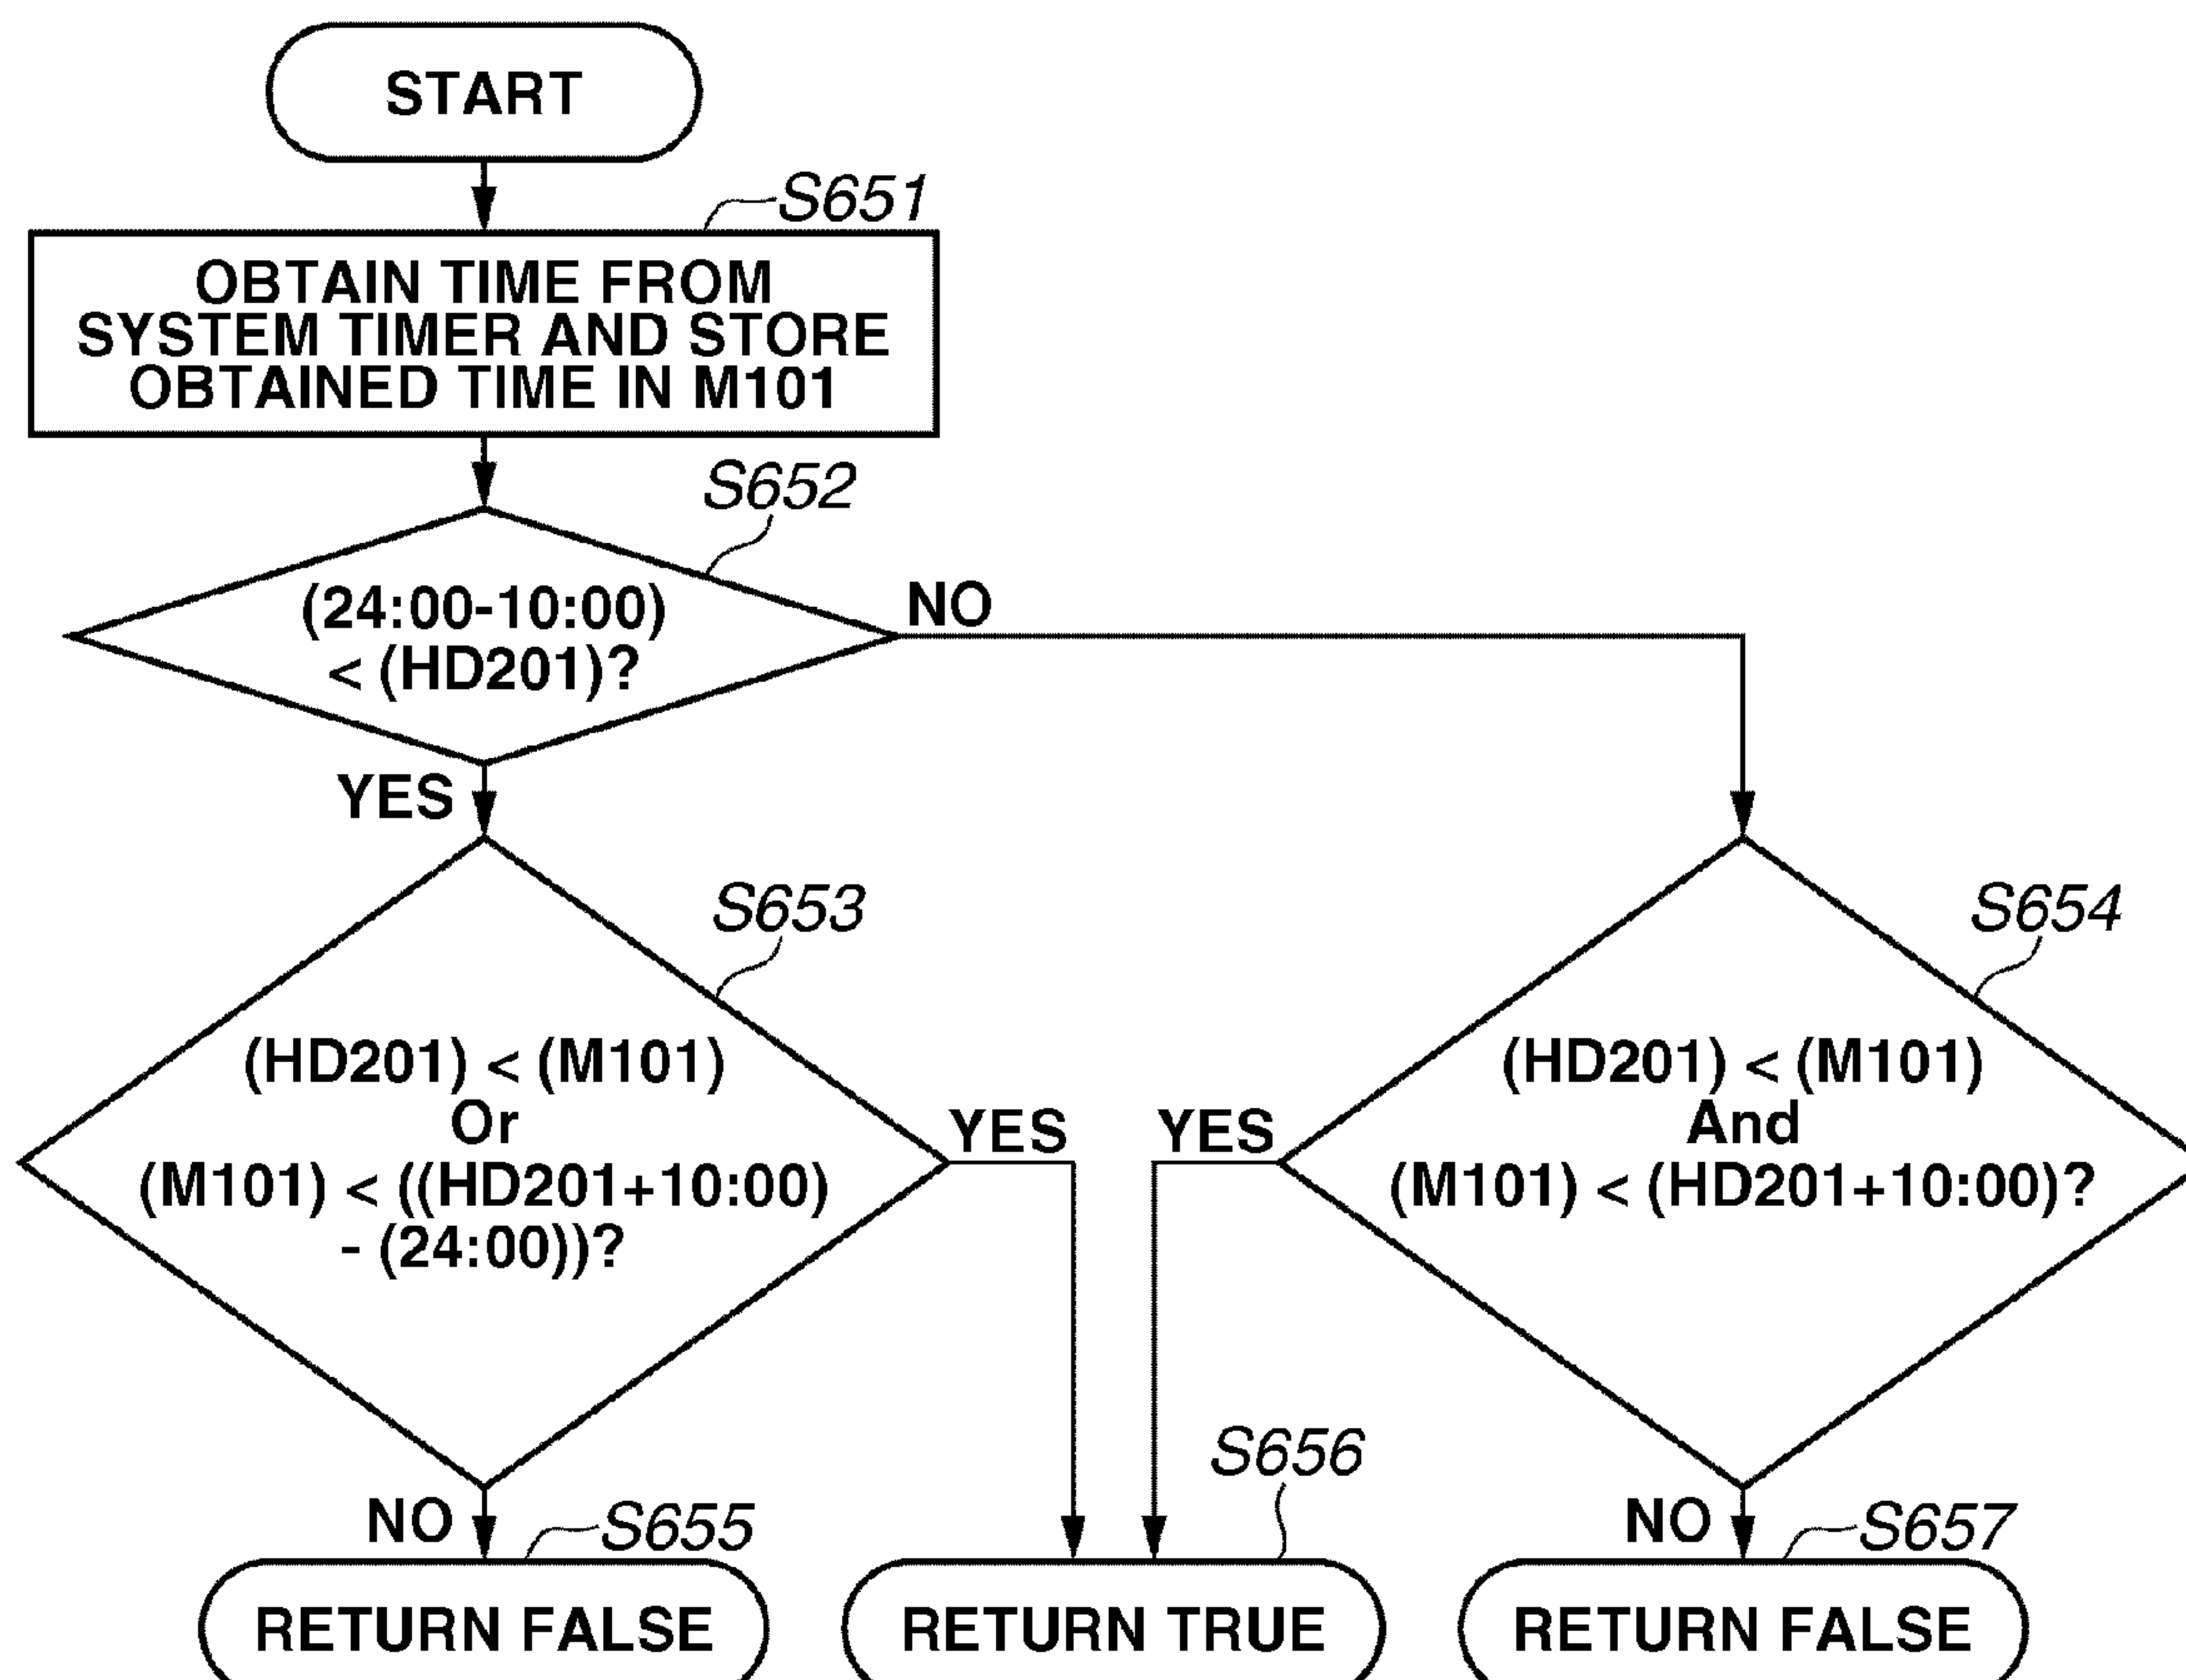 START
S651
OBTAIN TIME FROM
SYSTEM TIMER AND STORE
OBTAINED TIME IN M101
S652
(24:00-10:00)
< (HD201)?
NO
YES
S653
(HD201) < (M101)
Or
(M101) < ((HD201+10:00)
- (24:00))?
YES
S654
(HD201) < (M101)
And
(M101) < (HD201+10:00)?
YES
NO
S655
RETURN FALSE
S656
RETURN TRUE
NO
S657
RETURN FALSE